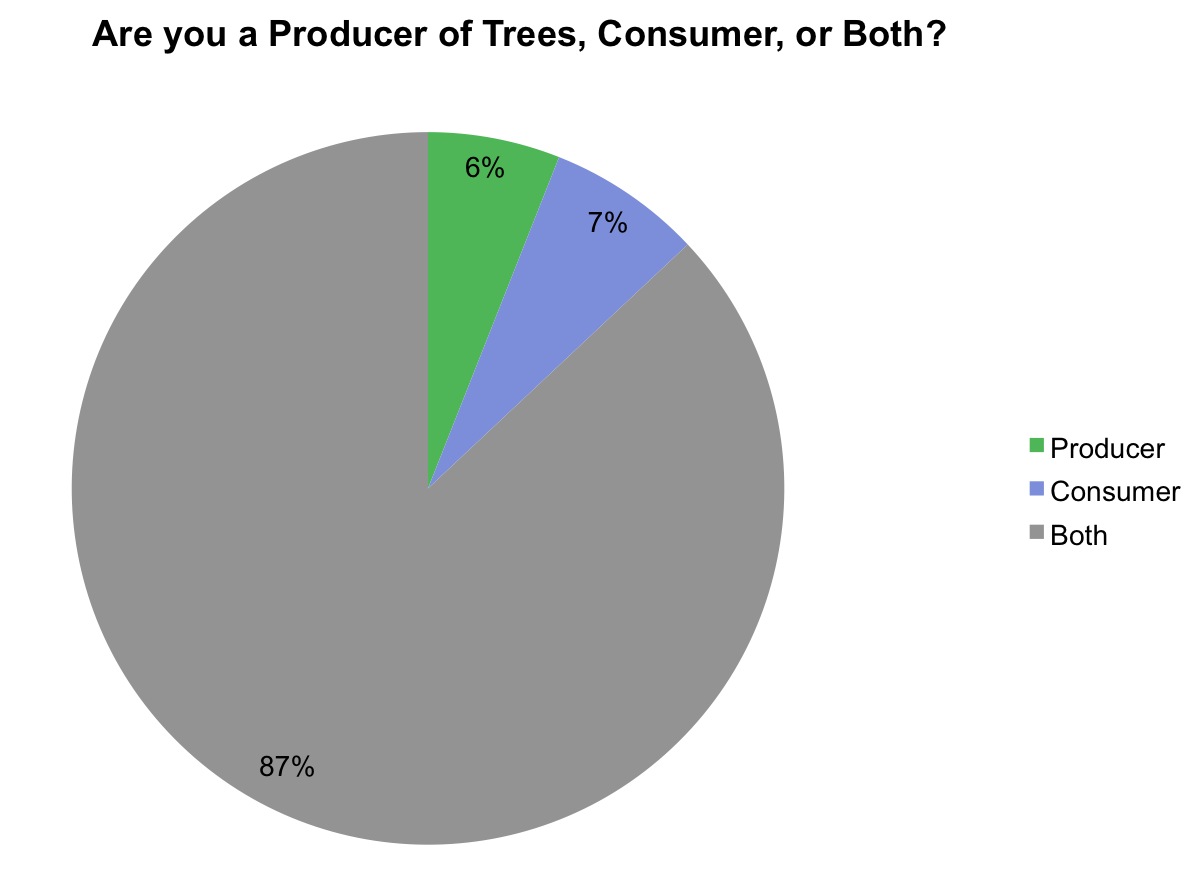 Are you a Producer of Trees, Consumer, or Both?
6%
7%
87%
Producer
Consumer
Both